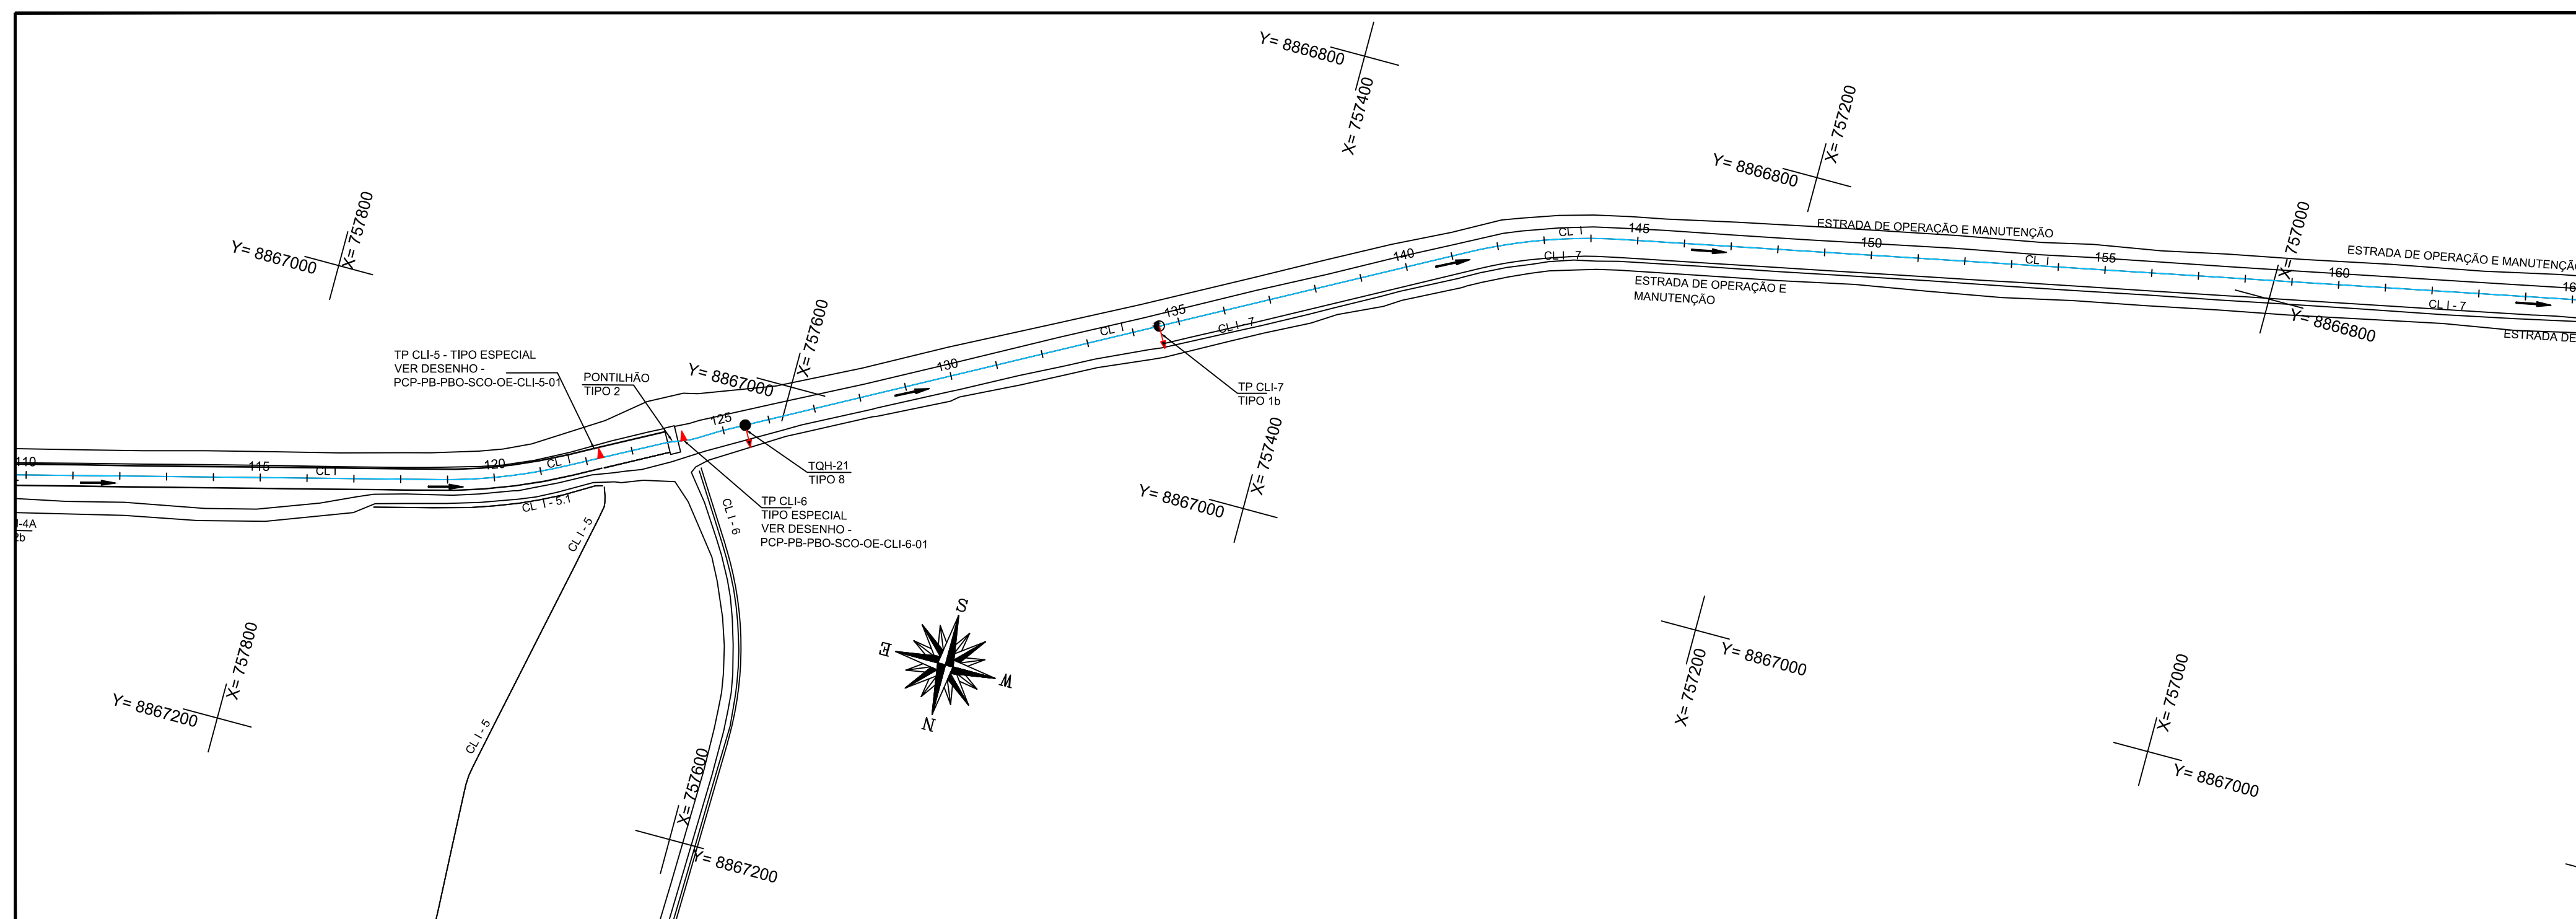 Y= 8866800
X= 757400
Y= 8866800
X= 757200
Y= 8867000
X= 757800
X= 757000
Y= 8866800
ESTRADA DE OPERAÇÃO E MANUTENÇÃO
ESTRADA DE OPERAÇÃO E MANUTENÇÃO
145
150
155
160
CL I
CL I
CL I - 7
CL I - 7
ESTRADA DE OPERAÇÃO E
MANUTENÇÃO
ESTRADA DE
140
135
CL I
CL I - 7
130
X= 757600
Y= 8867000
TP CLI-5 - TIPO ESPECIAL
VER DESENHO -
PCP-PB-PBO-SCO-OE-CLI-5-01
PONTILHÃO
TIPO 2
TP CLI-7
TIPO 1b
125
110
115
CL I
120
CL I
TQH-21
TIPO 8
TP CLI-6
TIPO ESPECIAL
VER DESENHO -
PCP-PB-PBO-SCO-OE-CLI-6-01
CL I - 5.1
CL I - 5
CL I - 6
I-4A
2b
X= 757400
Y= 8867000
S
E
W
N
X= 757800
Y= 8867200
CL I - 5
X= 757600
Y= 8867200
Y= 8867000
X= 757200
X= 757000
Y= 8867000